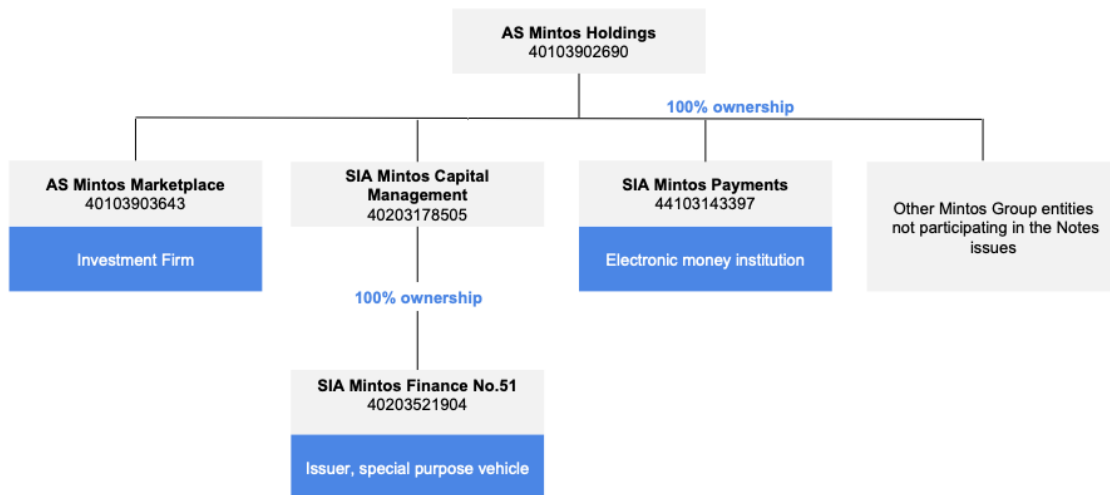 AS Mintos Holdings
40103902690
100% ownership
AS Mintos Marketplace
40103903643
Investment Firm
SIA Mintos Capital
Management
40203178505
SIA Mintos Payments
44103143397
Electronic money institution
Other Mintos Group entities
not participating in the Notes
issues
100% ownership
SIA Mintos Finance No.51
40203521904
Issuer, special purpose vehicle